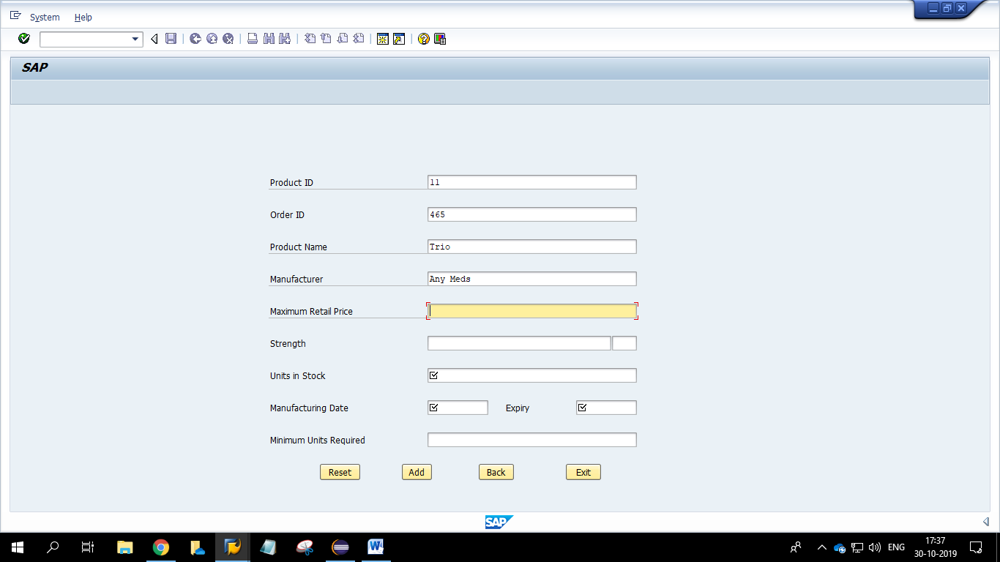 System Help
SAP
Product ID 11
Order ID 465
Product Name Trio
Manufacturer Any Meds
Maximum Retail Price
Strength
Units in Stock
Manufacturing Date Expiry
Minimum Units Required
Reset Add Back Exit
SAP
ENG 17:37
30-10-2019